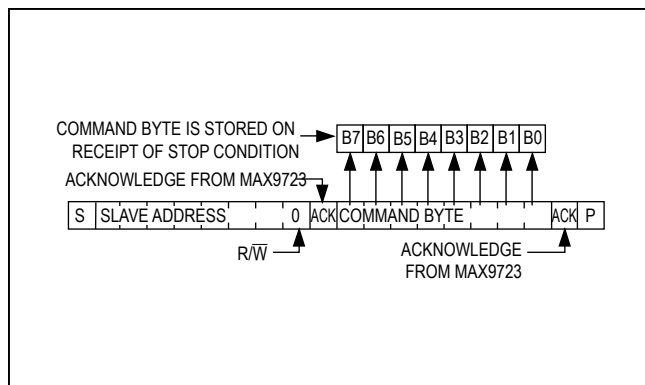 COMMAND BYTE IS STORED ON
RECEIPT OF STOP CONDITION
B7 B6 B5 B4 B3 B2 B1 B0
ACKNOWLEDGE FROM MAX9723
S SLAVE ADDRESS 0 ACK COMMAND BYTE ACK P
R/W̅
ACKNOWLEDGE
FROM MAX9723